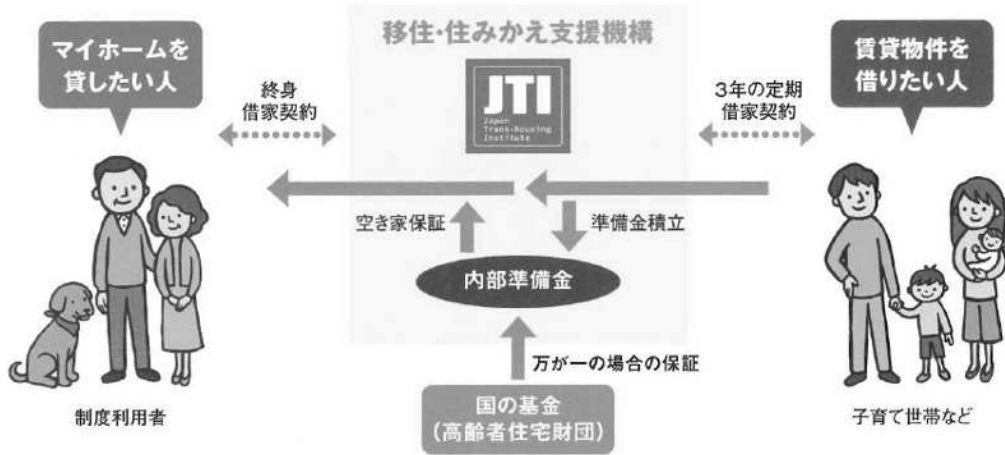 移住・住みかえ支援機構
マイホームを
貸したい人
賃貸物件を
借りたい人
JTI
Japan
Trans-Housing
Institute
終身
借家契約
3年の定期
借家契約
空き家保証
準備金積立
内部準備金
万が一の場合の保証
国の基金
(高齢者住宅財団)
制度利用者
子育て世帯など